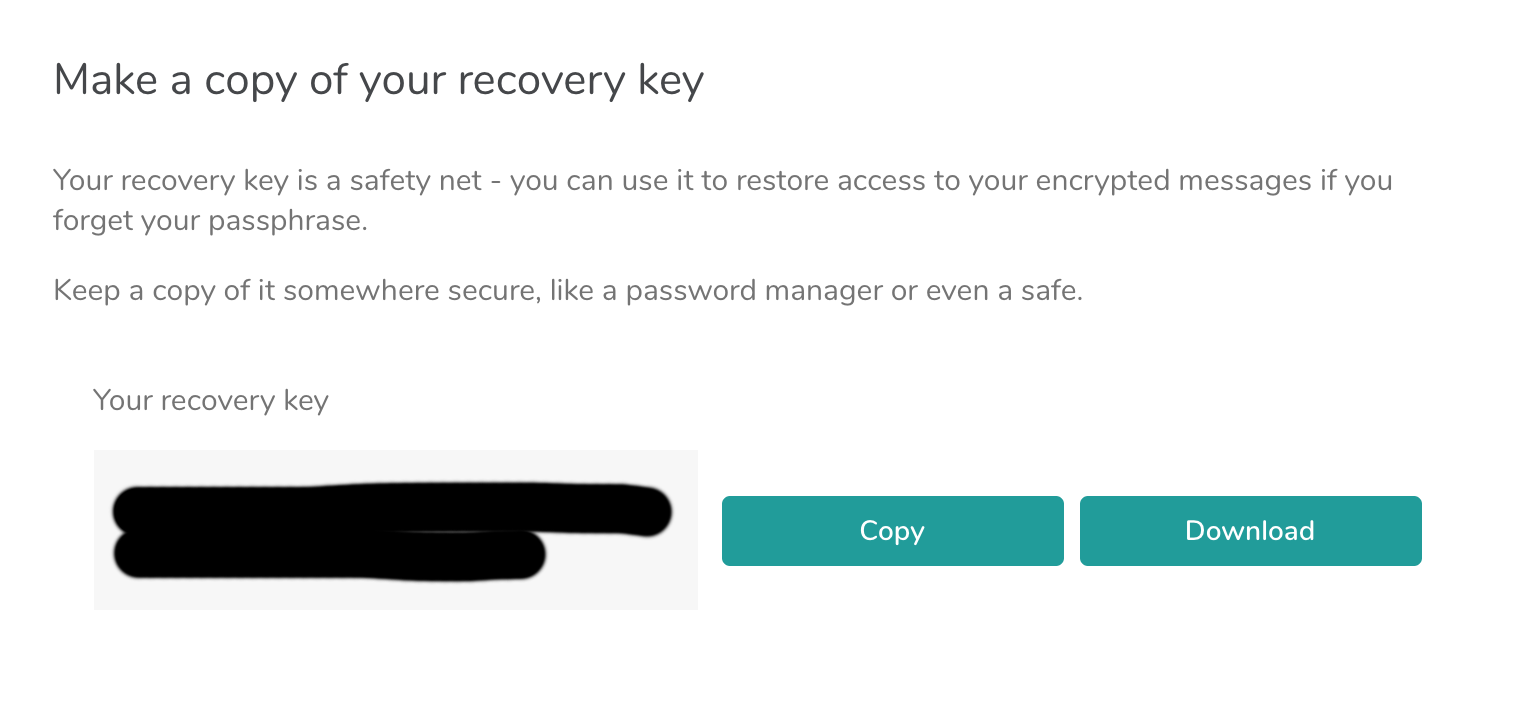 Make a copy of your recovery key
Your recovery key is a safety net - you can use it to restore access to your encrypted messages if you
forget your passphrase.
Keep a copy of it somewhere secure, like a password manager or even a safe.
Your recovery key
Copy
Download